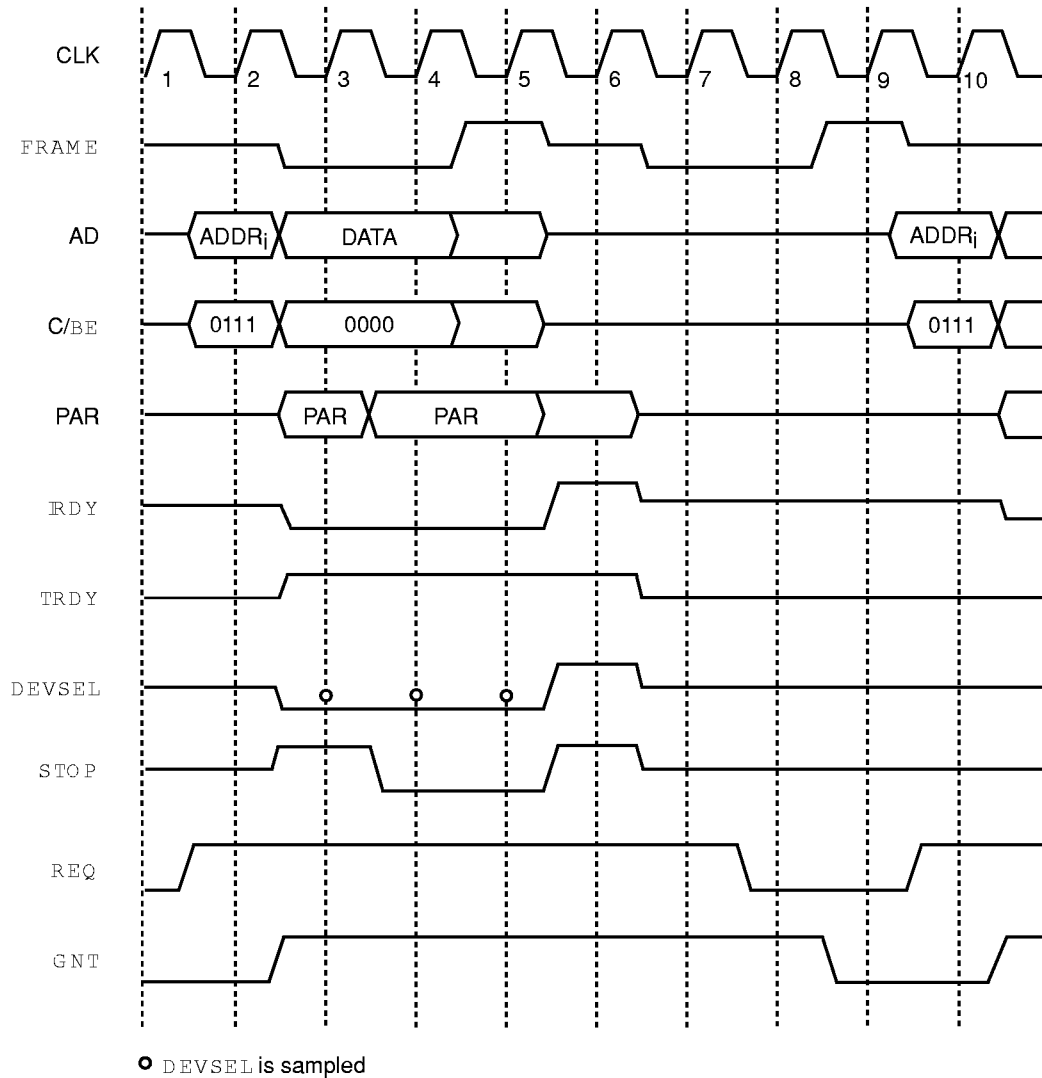 CLK
1 2 3 4 5 6 7 8 9 10
FRAME
AD ADDRi DATA ADDRi
C/BE 0111 0000 0111
PAR PAR PAR
IRDY
TRDY
DEVSEL
STOP
REQ
GNT
DEVSEL is sampled